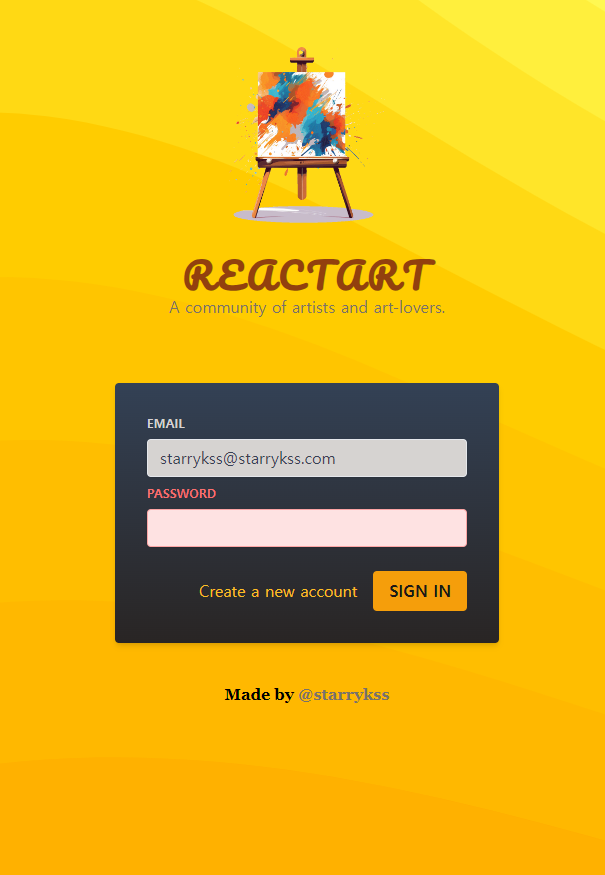 REACTART
A community of artists and art-lovers.
EMAIL
starrykss@starrykss.com
PASSWORD
Create a new account SIGN IN
Made by @starrykss